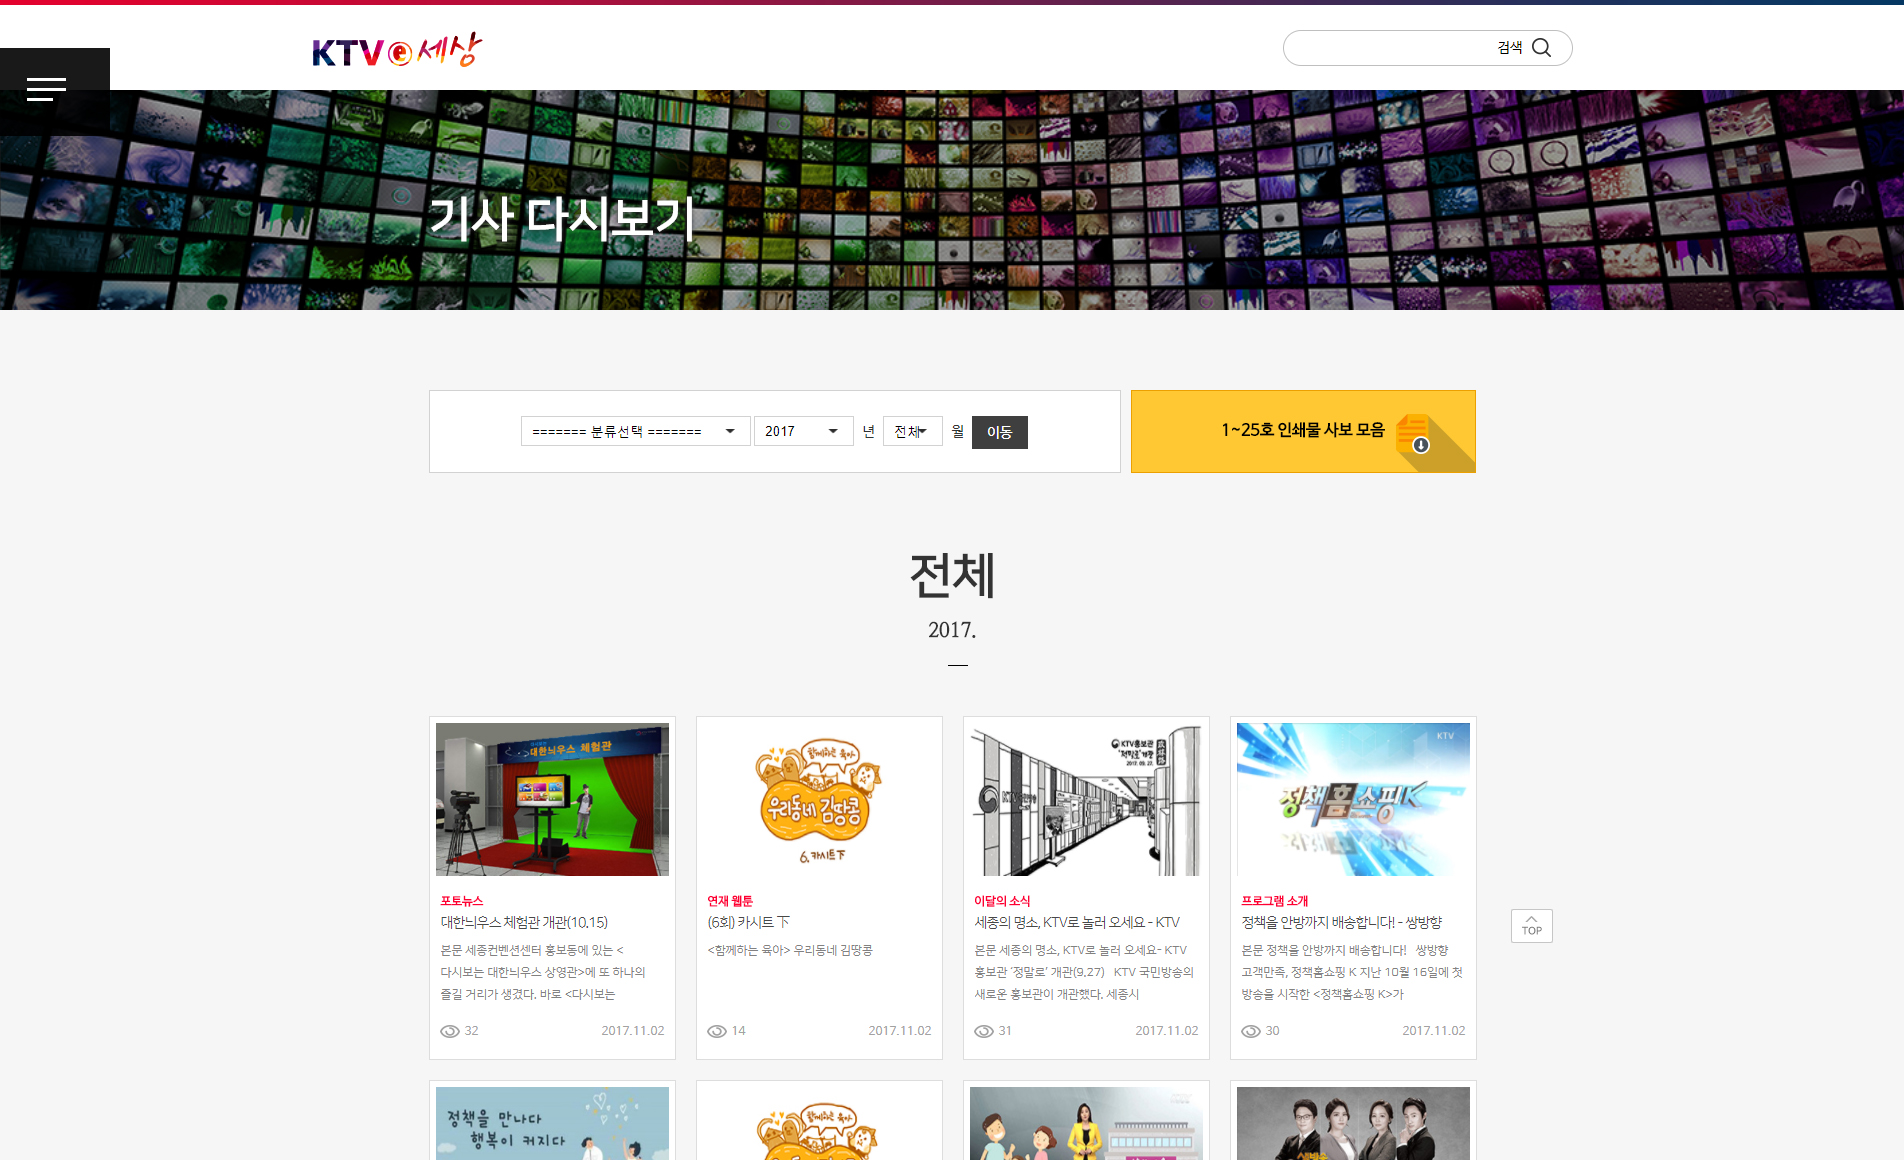 KTV e 세상
검색
기사 다시보기
======= 분류선택 =======
2017
년
전체
월
이동
1~25호 인쇄물 사보 모음
전체
2017.
다시보는
대한늬우스 체험관
포토뉴스
대한늬우스 체험관 개관(10.15)
본문 세종컨벤션센터 홍보동에 있는 <
다시보는 대한늬우스 상영관>에 또 하나의
즐길 거리가 생겼다. 바로 <다시보는
32
2017.11.02
함께하는 육아
우리동네 김땅콩
6. 카시트下
연재 웹툰
(6회) 카시트 下
<함께하는 육아> 우리동네 김땅콩
14
2017.11.02
KTV홍보관
'정말로' 개관
2017. 09. 27.
이달의 소식
세종의 명소, KTV로 놀러 오세요 - KTV
본문 세종의 명소, KTV로 놀러 오세요- KTV
홍보관 ‘정말로’ 개관(9.27)   KTV 국민방송의
새로운 홍보관이 개관했다. 세종시
31
2017.11.02
KTV
정책홈쇼핑K
프로그램 소개
정책을 안방까지 배송합니다! - 쌍방향
본문 정책을 안방까지 배송합니다!   쌍방향
고객만족, 정책홈쇼핑 K 지난 10월 16일에 첫
방송을 시작한 <정책홈쇼핑 K>가
30
2017.11.02
TOP
정책을 만나다
행복이 커지다
함께하는 육아